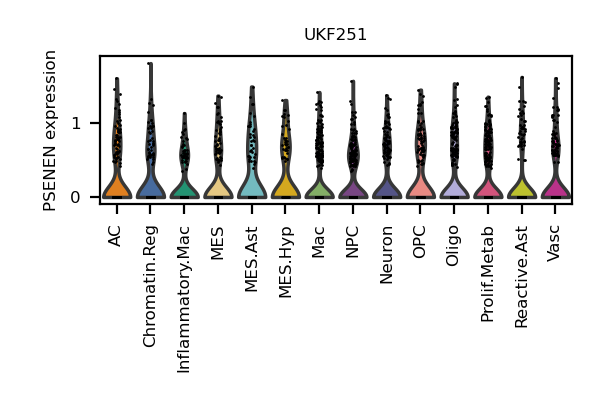 UKF251
PSENEN expression
1
0
AC
Chromatin.Reg
Inflammatory.Mac
MES
MES.Ast
MES.Hyp
Mac
NPC
Neuron
OPC
Oligo
Prolif.Metab
Reactive.Ast
Vasc